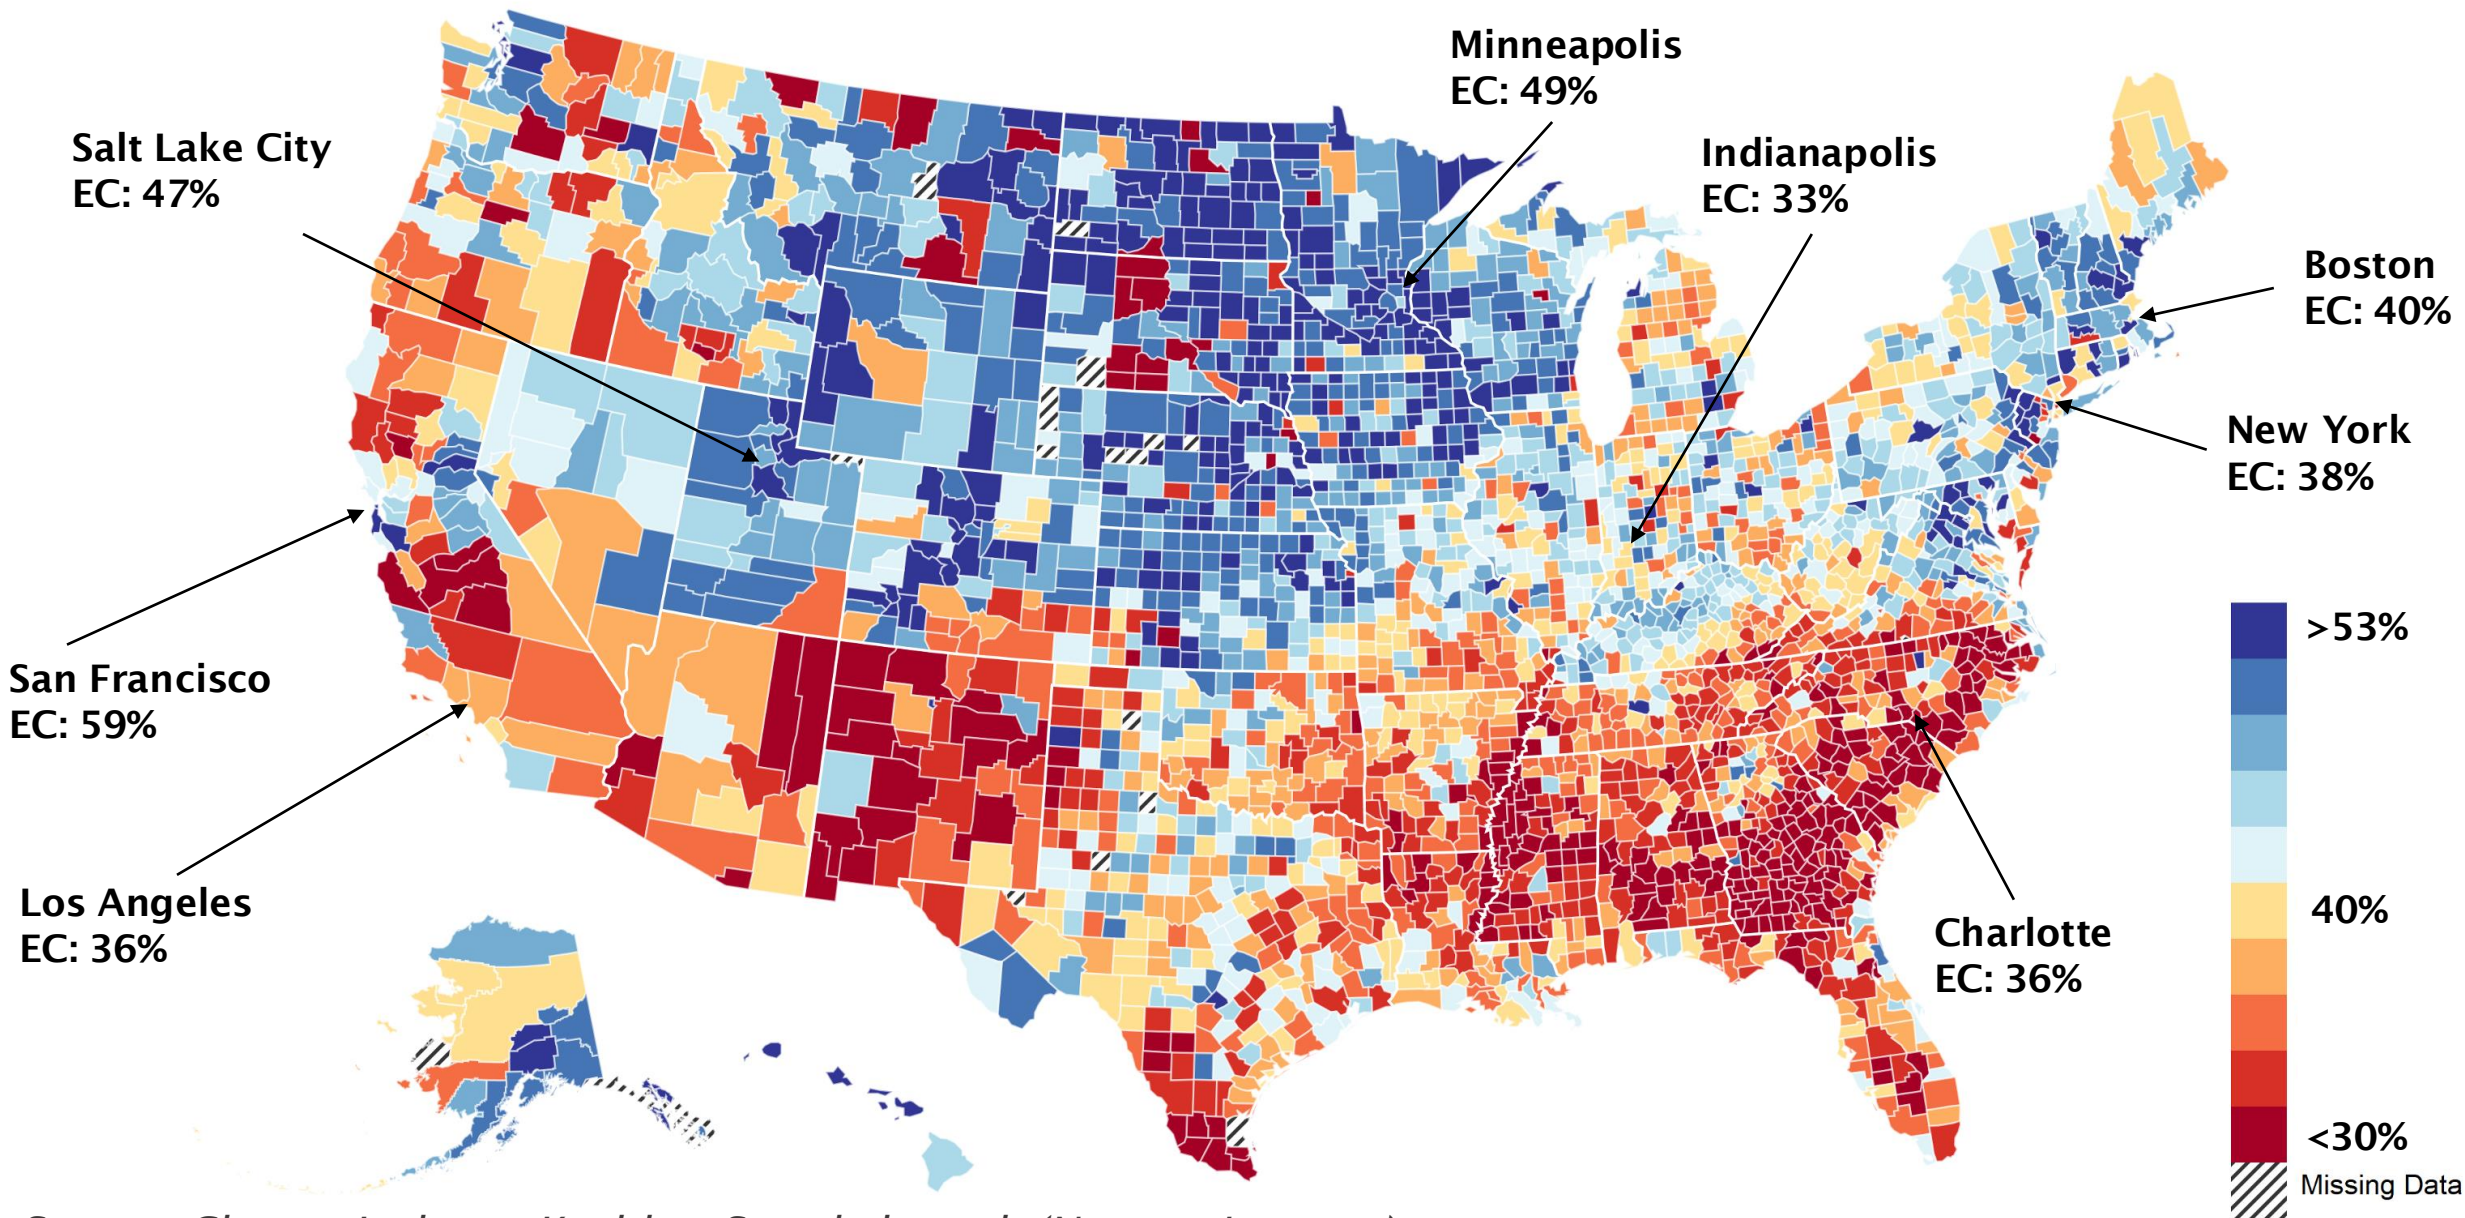 Minneapolis
EC: 49%
Salt Lake City
EC: 47%
Indianapolis
EC: 33%
Boston
EC: 40%
New York
EC: 38%
San Francisco
EC: 59%
Los Angeles
EC: 36%
Charlotte
EC: 36%
>53%
40%
<30%
Missing Data